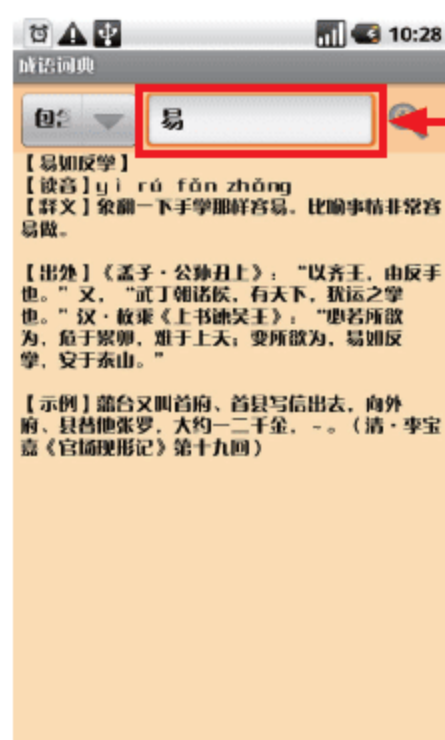 10:28
成语词典
包含
易
【易如反掌】
【读音】yì rú fǎn zhǎng
【释义】象翻一下手掌那样容易。比喻事情非常容
易做。
【出处】《孟子·公孙丑上》：“以齐王，由反手
也。”又，“武丁朝诸侯，有天下，犹运之掌
也。”汉·枚乘《上书谏吴王》：“必若所欲
为，危于累卵，难于上天；变所欲为，易如反
掌，安于泰山。”
【示例】藩台又叫首府、首县写信出去，向外
府、县替他张罗，大约一二千金，~。（清·李宝
嘉《官场现形记》第十九回）